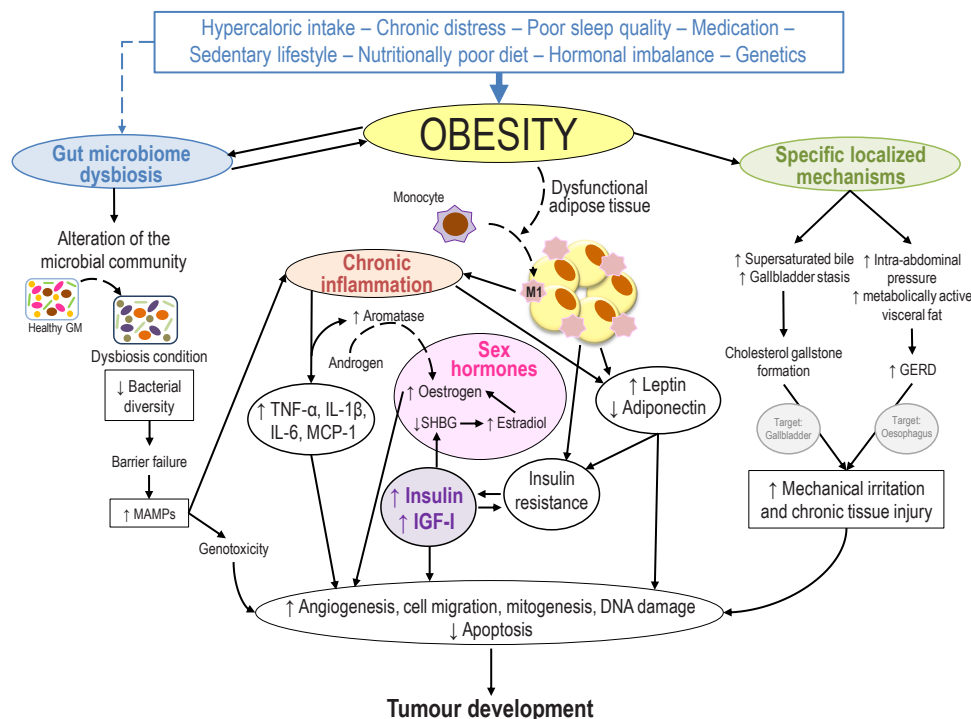 Hypercaloric intake – Chronic distress – Poor sleep quality – Medication –
Sedentary lifestyle – Nutritionally poor diet – Hormonal imbalance – Genetics
OBESITY
Gut microbiome
dysbiosis
Specific localized
mechanisms
Dysfunctional
adipose tissue
Monocyte
M1
Alteration of the
microbial community
Healthy GM
Dysbiosis condition
↓ Bacterial
diversity
Barrier failure
↑ MAMPs
Genotoxicity
Chronic
inflammation
↑ Aromatase
Androgen
↑ TNF-α, IL-1β,
IL-6, MCP-1
Sex
hormones
↑ Oestrogen
↓SHBG
↑ Estradiol
↑ Insulin
↑ IGF-I
Insulin
resistance
↑ Leptin
↓ Adiponectin
↑ Supersaturated bile
↑ Gallbladder stasis
Cholesterol gallstone
formation
Target:
Gallbladder
↑ Intra-abdominal
pressure
↑ metabolically active
visceral fat
↑ GERD
Target:
Oesophagus
↑ Mechanical irritation
and chronic tissue injury
↑ Angiogenesis, cell migration, mitogenesis, DNA damage
↓ Apoptosis
Tumour development